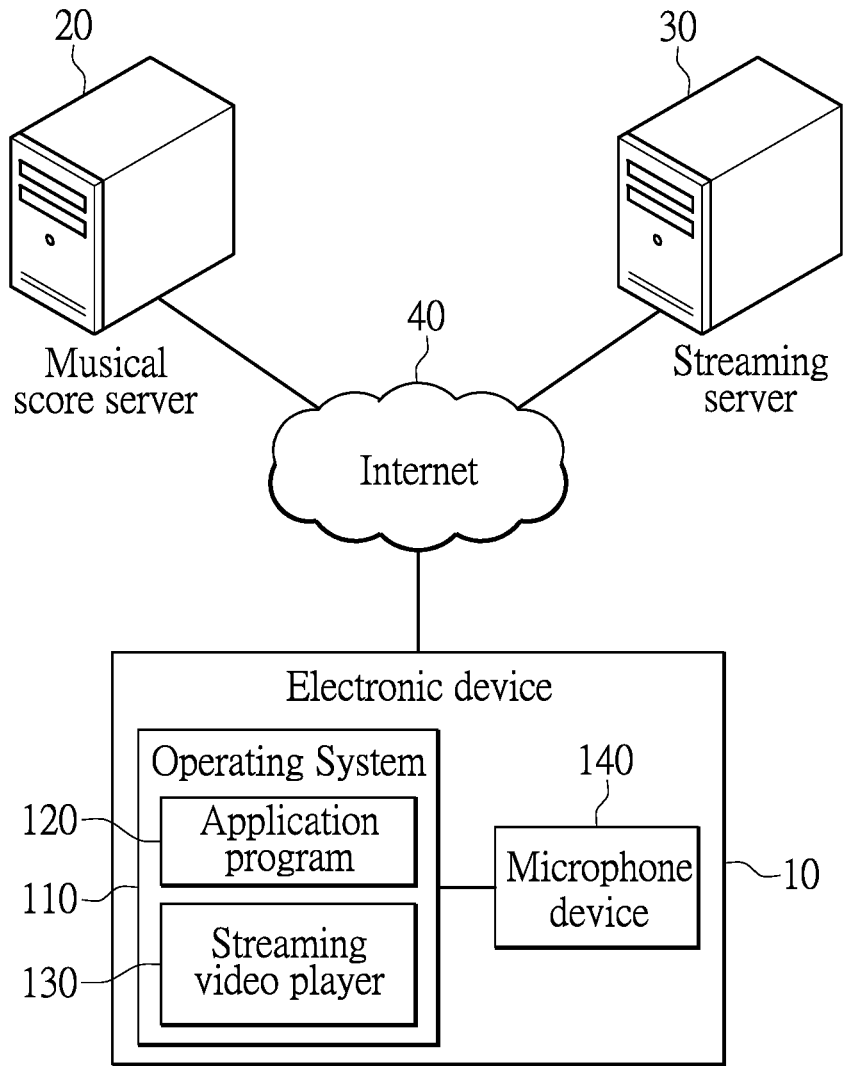 20
30
Musical
score server
Streaming
server
40
Internet
Electronic device
Operating System
140
120
Application
program
Microphone
device
10
110
130
Streaming
video player